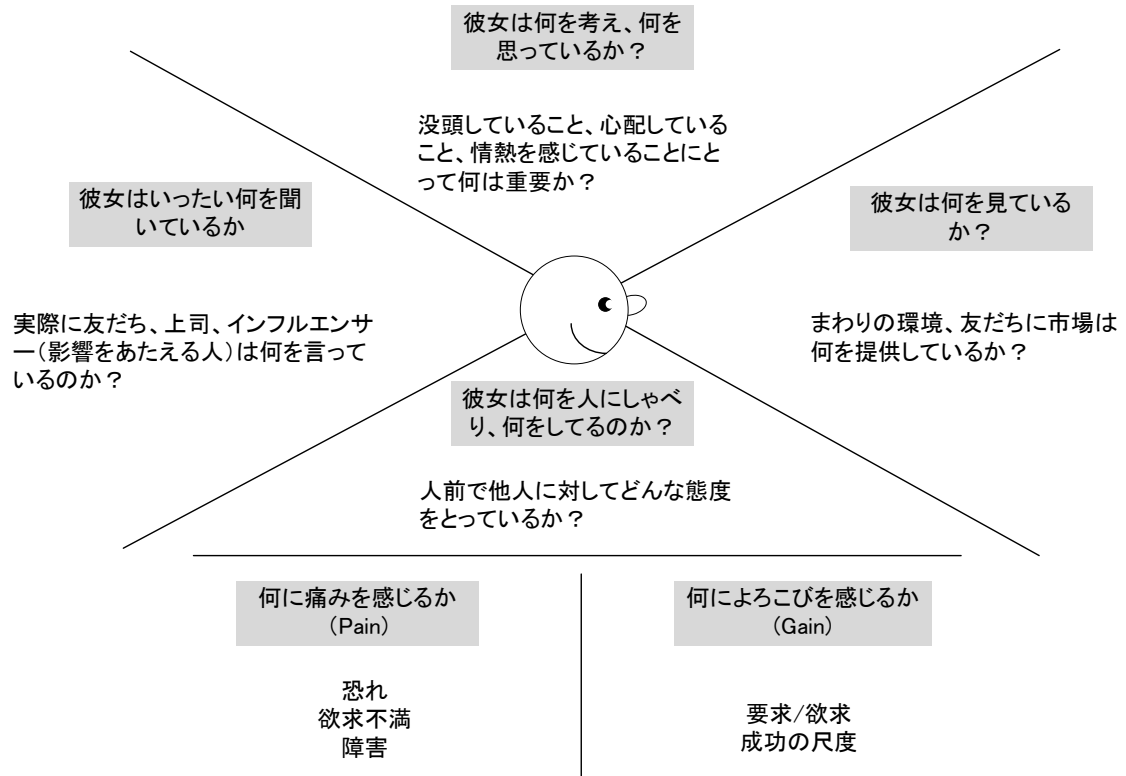 彼女は何を考え、何を
思っているか？
没頭していること、心配している
こと、情熱を感じていることにと
って何は重要か？
彼女はいったい何を聞
いているか
実際に友だち、上司、インフルエンサ
ー（影響をあたえる人）は何を言って
いるのか？
彼女は何を見ている
か？
まわりの環境、友だちに市場は
何を提供しているか？
彼女は何を人にしゃべ
り、何をしてるのか？
人前で他人に対してどんな態度
をとっているか？
何に痛みを感じるか
（Pain）
恐れ
欲求不満
障害
何によろこびを感じるか
（Gain）
要求/欲求
成功の尺度